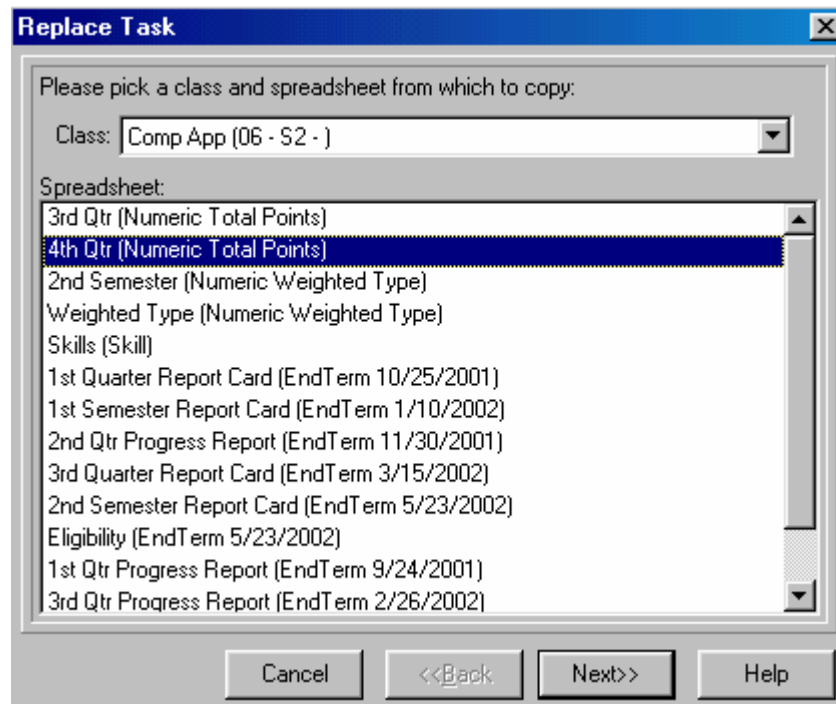 Replace Task
Please pick a class and spreadsheet from which to copy:
Class: Comp App (06 - S2 - )
Spreadsheet:
3rd Qtr (Numeric Total Points)
4th Qtr (Numeric Total Points)
2nd Semester (Numeric Weighted Type)
Weighted Type (Numeric Weighted Type)
Skills (Skill)
1st Quarter Report Card (EndTerm 10/25/2001)
1st Semester Report Card (EndTerm 1/10/2002)
2nd Qtr Progress Report (EndTerm 11/30/2001)
3rd Quarter Report Card (EndTerm 3/15/2002)
2nd Semester Report Card (EndTerm 5/23/2002)
Eligibility (EndTerm 5/23/2002)
1st Qtr Progress Report (EndTerm 9/24/2001)
3rd Qtr Progress Report (EndTerm 2/26/2002)
Cancel <<Back Next>> Help